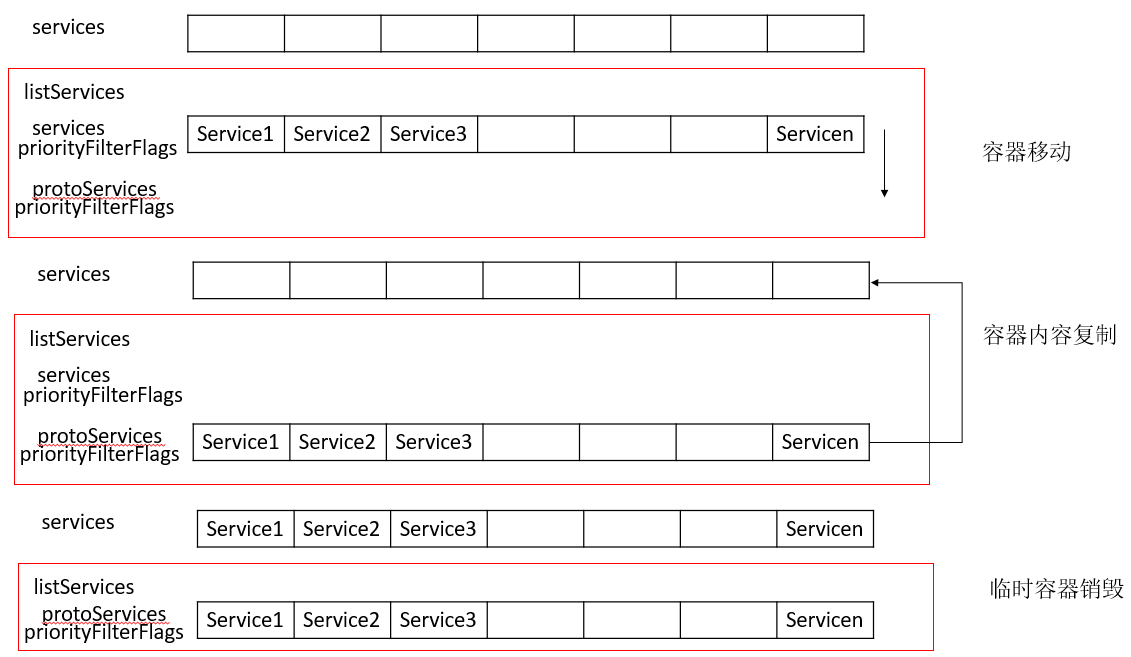 services
listServices
services
priorityFilterFlags
Service1 Service2 Service3 Servicen
protoServices
priorityFilterFlags
容器移动
services
listServices
services
priorityFilterFlags
protoServices
priorityFilterFlags
Service1 Service2 Service3 Servicen
容器内容复制
services
Service1 Service2 Service3 Servicen
listServices
protoServices
priorityFilterFlags
Service1 Service2 Service3 Servicen
临时容器销毁